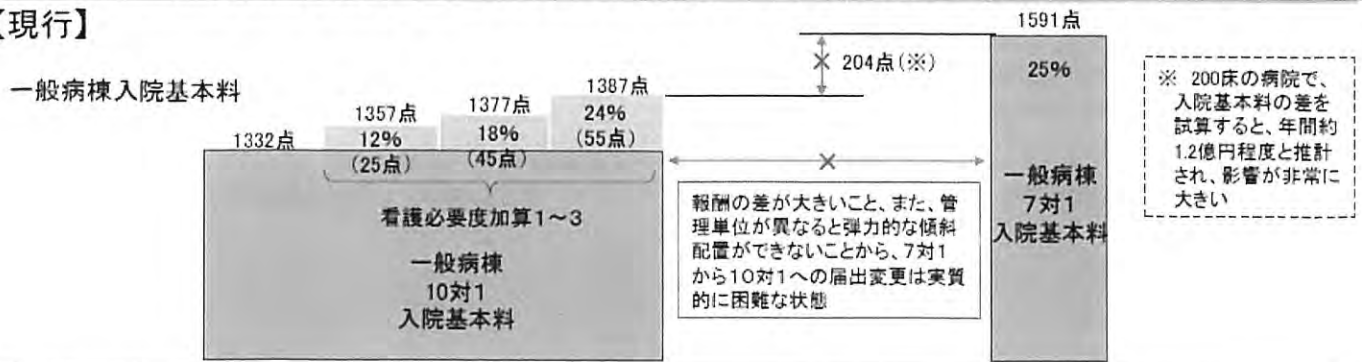 【現行】
一般病棟入院基本料
1332点
1357点
12%
(25点)
1377点
18%
(45点)
1387点
24%
(55点)
看護必要度加算1~3
一般病棟
10対1
入院基本料
204点(※)
報酬の差が大きいこと、また、管
理単位が異なると弾力的な傾斜
配置ができないことから、7対1
から10対1への届出変更は実質
的に困難な状態
1591点
25%
一般病棟
7対1
入院基本料
※ 200床の病院で、
入院基本料の差を
試算すると、年間約
1.2億円程度と推計
され、影響が非常に
大きい